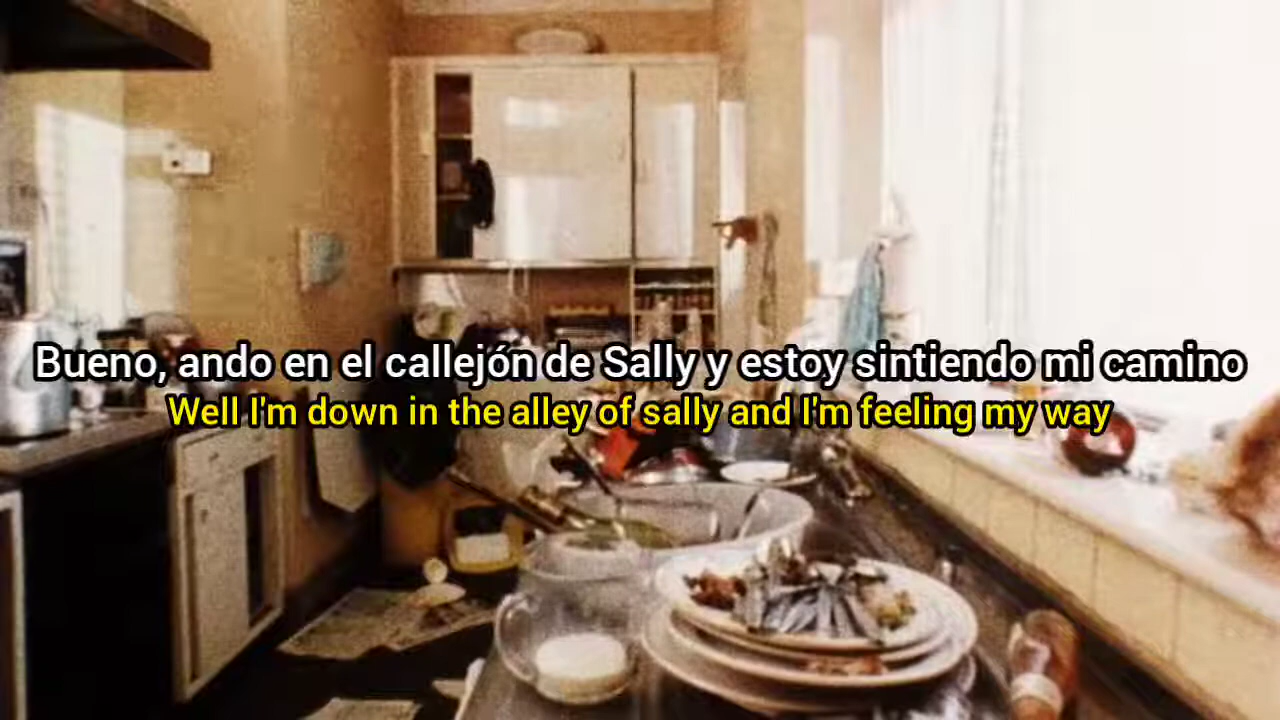 Bueno, ando en el callejón de Sally y estoy sintiendo mi camino
Well I'm down in the alley of sally and I'm feeling my way